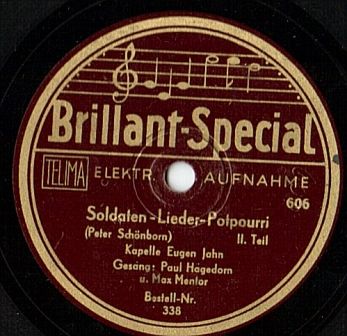 Brillant-Special
TELIMA ELEKTR. AUFNAHME
606
Soldaten-Lieder-Potpourri
(Peter Schönborn) II. Teil
Kapelle Eugen Jahn
Gesang: Paul Hagedorn
u. Max Mentor
Bestell-Nr.
338